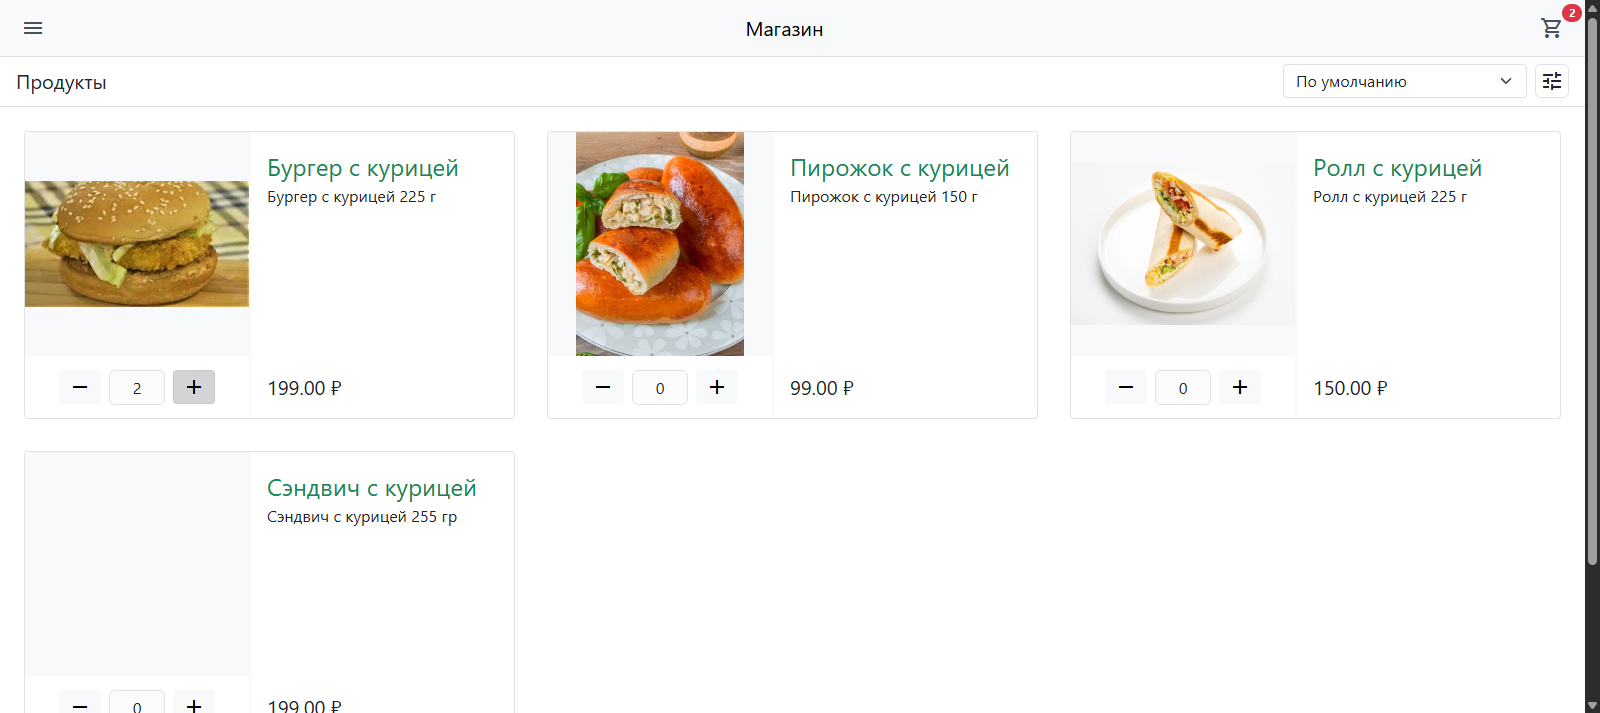 Магазин
2
Продукты
По умолчанию
Бургер с курицей
Бургер с курицей 225 г
2
199.00 ₽
Пирожок с курицей
Пирожок с курицей 150 г
0
99.00 ₽
Ролл с курицей
Ролл с курицей 225 г
0
150.00 ₽
Сэндвич с курицей
Сэндвич с курицей 255 гр
0
199.00 ₽